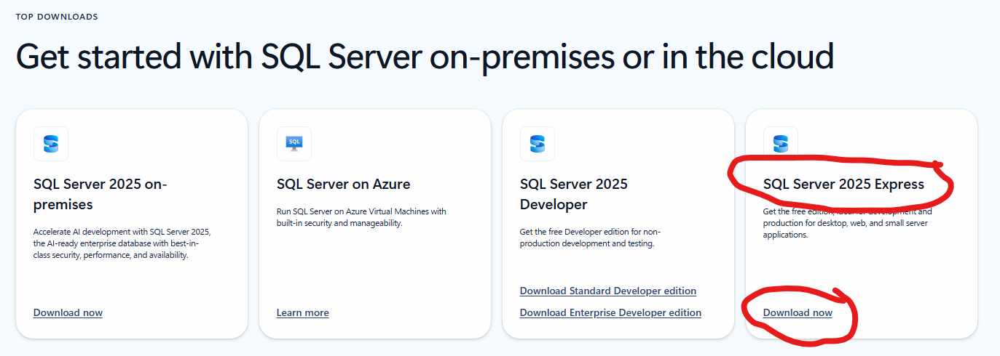 TOP DOWNLOADS
Get started with SQL Server on-premises or in the cloud
SQL
SQL Server 2025 on-
premises
Accelerate AI development with SQL Server 2025,
the AI-ready enterprise database with best-in-
class security, performance, and availability.
Download now
SQL Server on Azure
Run SQL Server on Azure Virtual Machines with
built-in security and manageability.
Learn more
SQL Server 2025
Developer
Get the free Developer edition for non-
production development and testing.
Download Standard Developer edition
Download Enterprise Developer edition
SQL Server 2025 Express
Get the free edition, ideal for development and
production for desktop, web, and small server
applications.
Download now